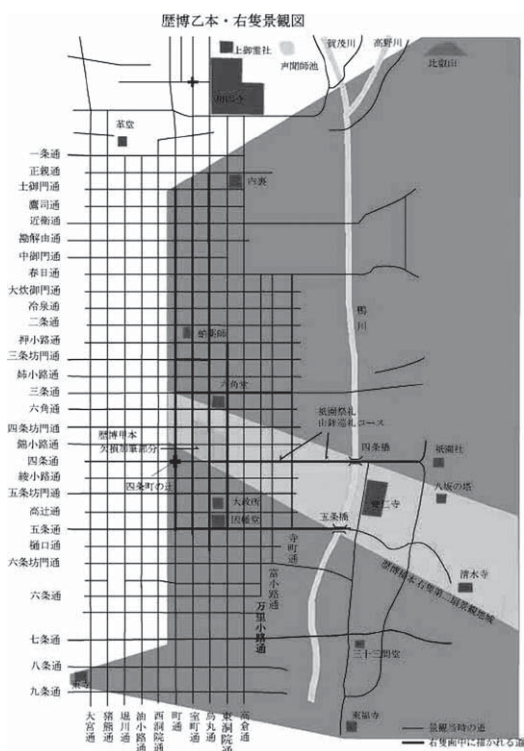 歴博乙本・右隻景観図
上御霊社
声聞師池
賀茂川
高野川
比叡山
相国寺
革堂
一条通
正親通
土御門通
鷹司通
近衛通
勘解由通
中御門通
春日通
大炊御門通
冷泉通
二条通
押小路通
三条坊門通
姉小路通
三条通
六角通
四条坊門通
錦小路通
四条通
綾小路通
五条坊門通
高辻通
五条通
樋口通
六条坊門通
六条通
七条通
八条通
九条通
内裏
鴨川
六角堂
歴博甲本
欠損加筆部分
祇園祭礼
山鉾巡礼コース
四条橋
祇園社
四条町の辻
八坂の塔
大政所
因幡堂
建仁寺
五条橋
寺町通
富小路通
万里小路通
清水寺
三十三間堂
東寺
東福寺
大宮通
猪熊通
堀川通
油小路通
西洞院通
町通
室町通
烏丸通
東洞院通
高倉通
景観当時の道
右隻画中に描かれる道